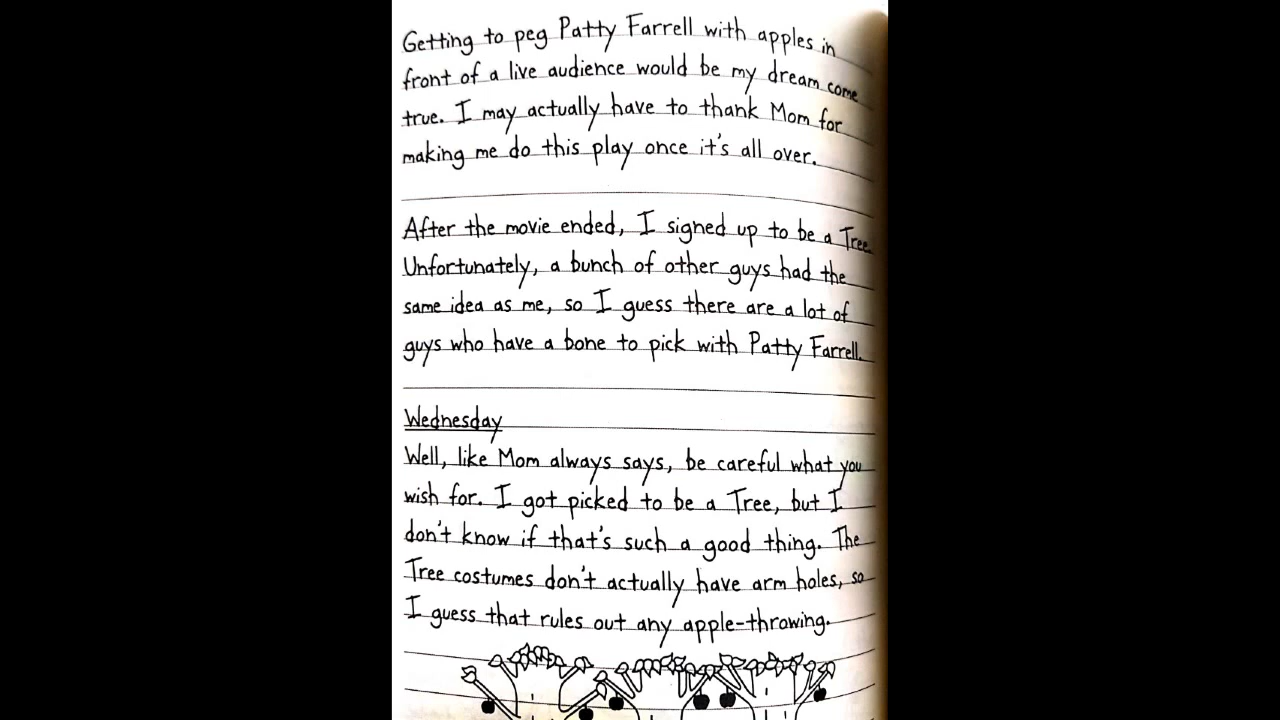 Getting to peg Patty Farrell with apples in
front of a live audience would be my dream come
true. I may actually have to thank Mom for
making me do this play once it's all over.
After the movie ended, I signed up to be a Tree.
Unfortunately, a bunch of other guys had the
same idea as me, so I guess there are a lot of
guys who have a bone to pick with Patty Farrell.
Wednesday
Well, like Mom always says, be careful what you
wish for. I got picked to be a Tree, but I
don't know if that's such a good thing. The
Tree costumes don't actually have arm holes, so
I guess that rules out any apple-throwing.